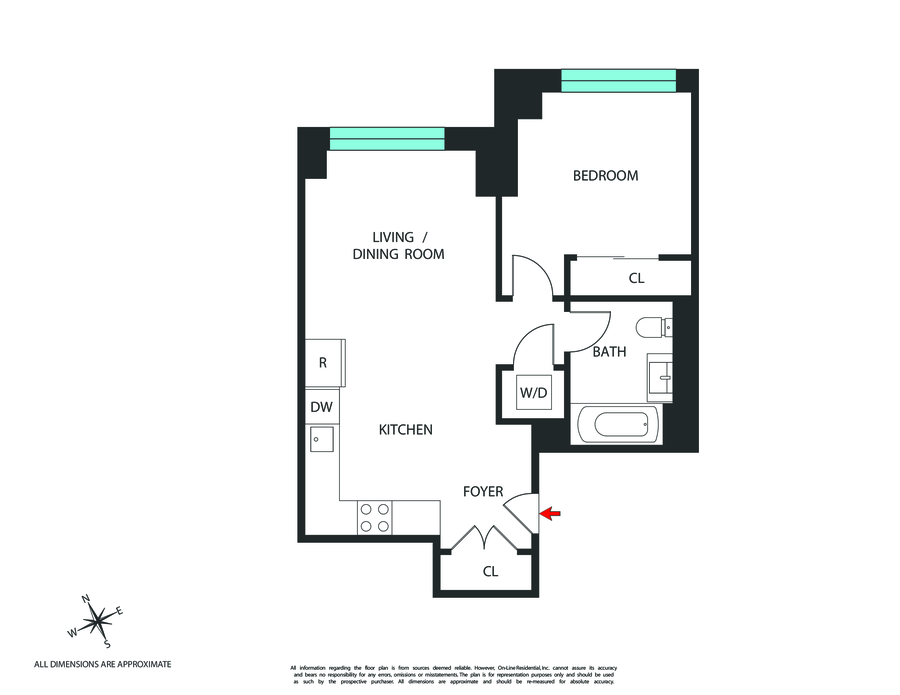 BEDROOM
LIVING /
DINING ROOM
CL
R
BATH
W/D
DW
KITCHEN
FOYER
CL
N
E
W
S
ALL DIMENSIONS ARE APPROXIMATE
All information regarding the floor plan is from sources deemed reliable. However, On-Line Residential, Inc. cannot assure its accuracy
and bears no responsibility for any errors, omissions or misstatements. The plan is for representation purposes only and should be used
as such by the prospective purchaser. All dimensions are approximate and should be re-measured for absolute accuracy.